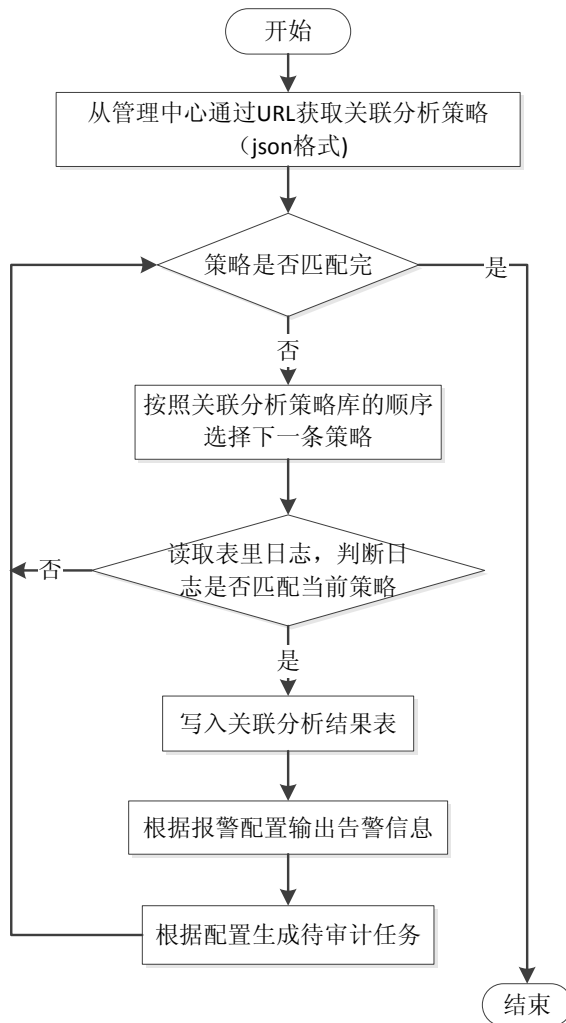 开始
从管理中心通过URL获取关联分析策略
（json格式)
策略是否匹配完
是
否
按照关联分析策略库的顺序
选择下一条策略
读取表里日志，判断日
志是否匹配当前策略
否
是
写入关联分析结果表
根据报警配置输出告警信息
根据配置生成待审计任务
结束